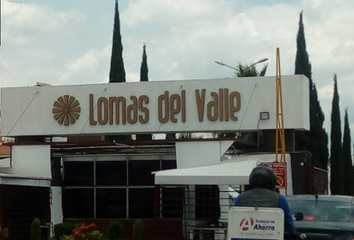 Lomas del Valle
A
Ahorro